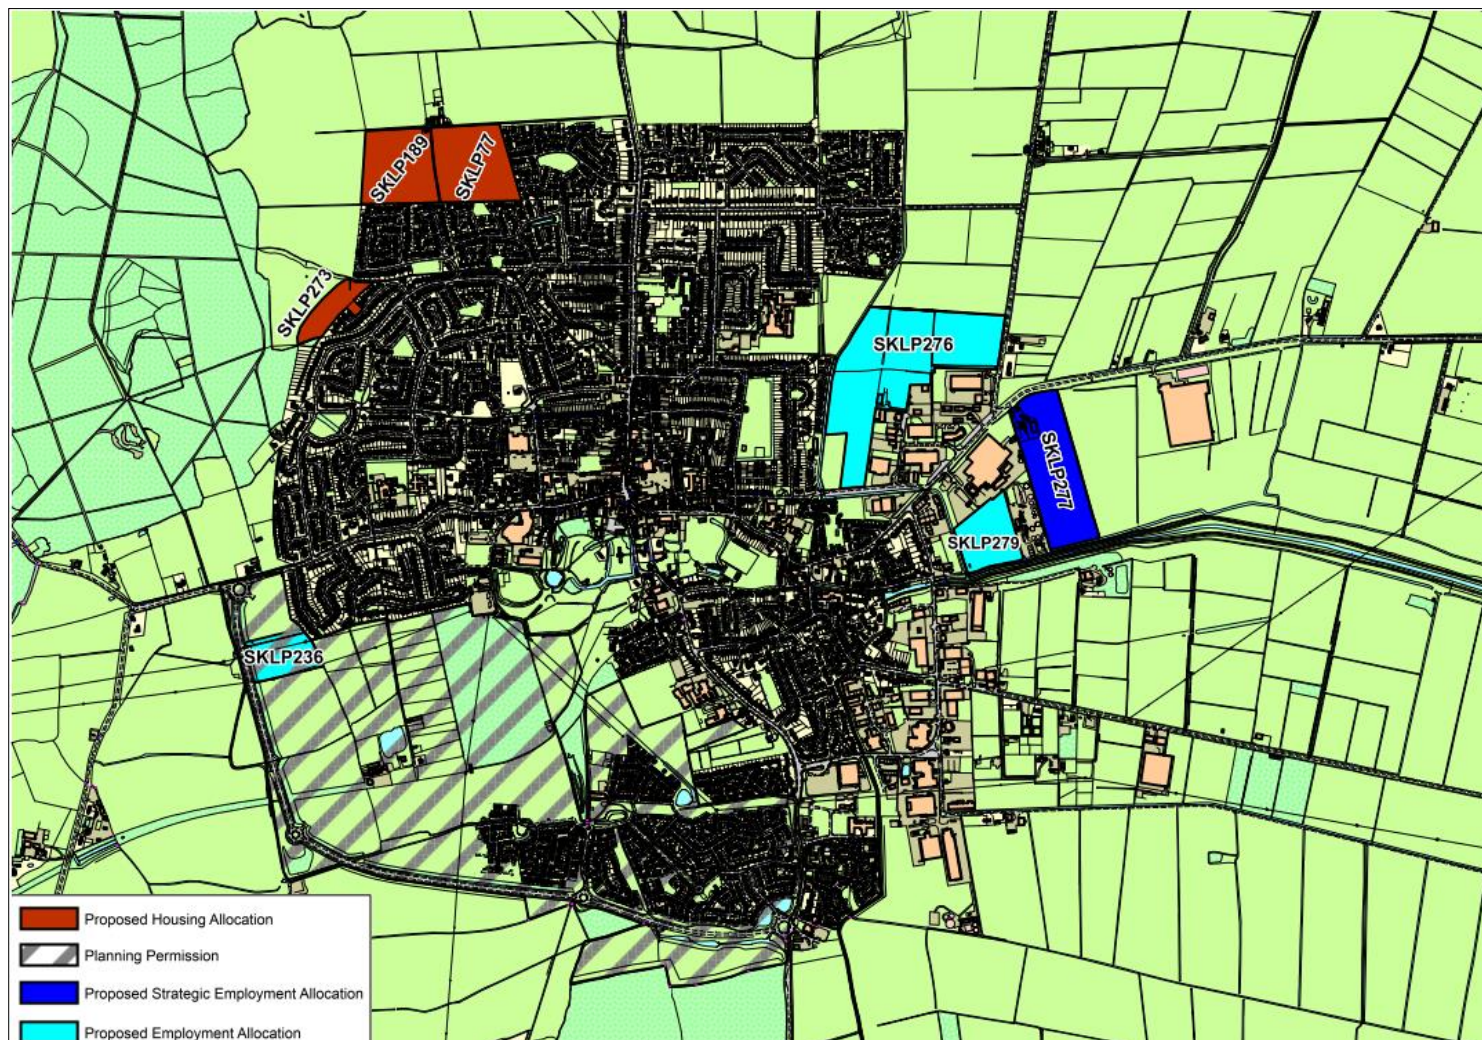 SKLP189
SKLP77
SKLP273
SKLP276
SKLP277
SKLP279
SKLP236
Proposed Housing Allocation
Planning Permission
Proposed Strategic Employment Allocation
Proposed Employment Allocation